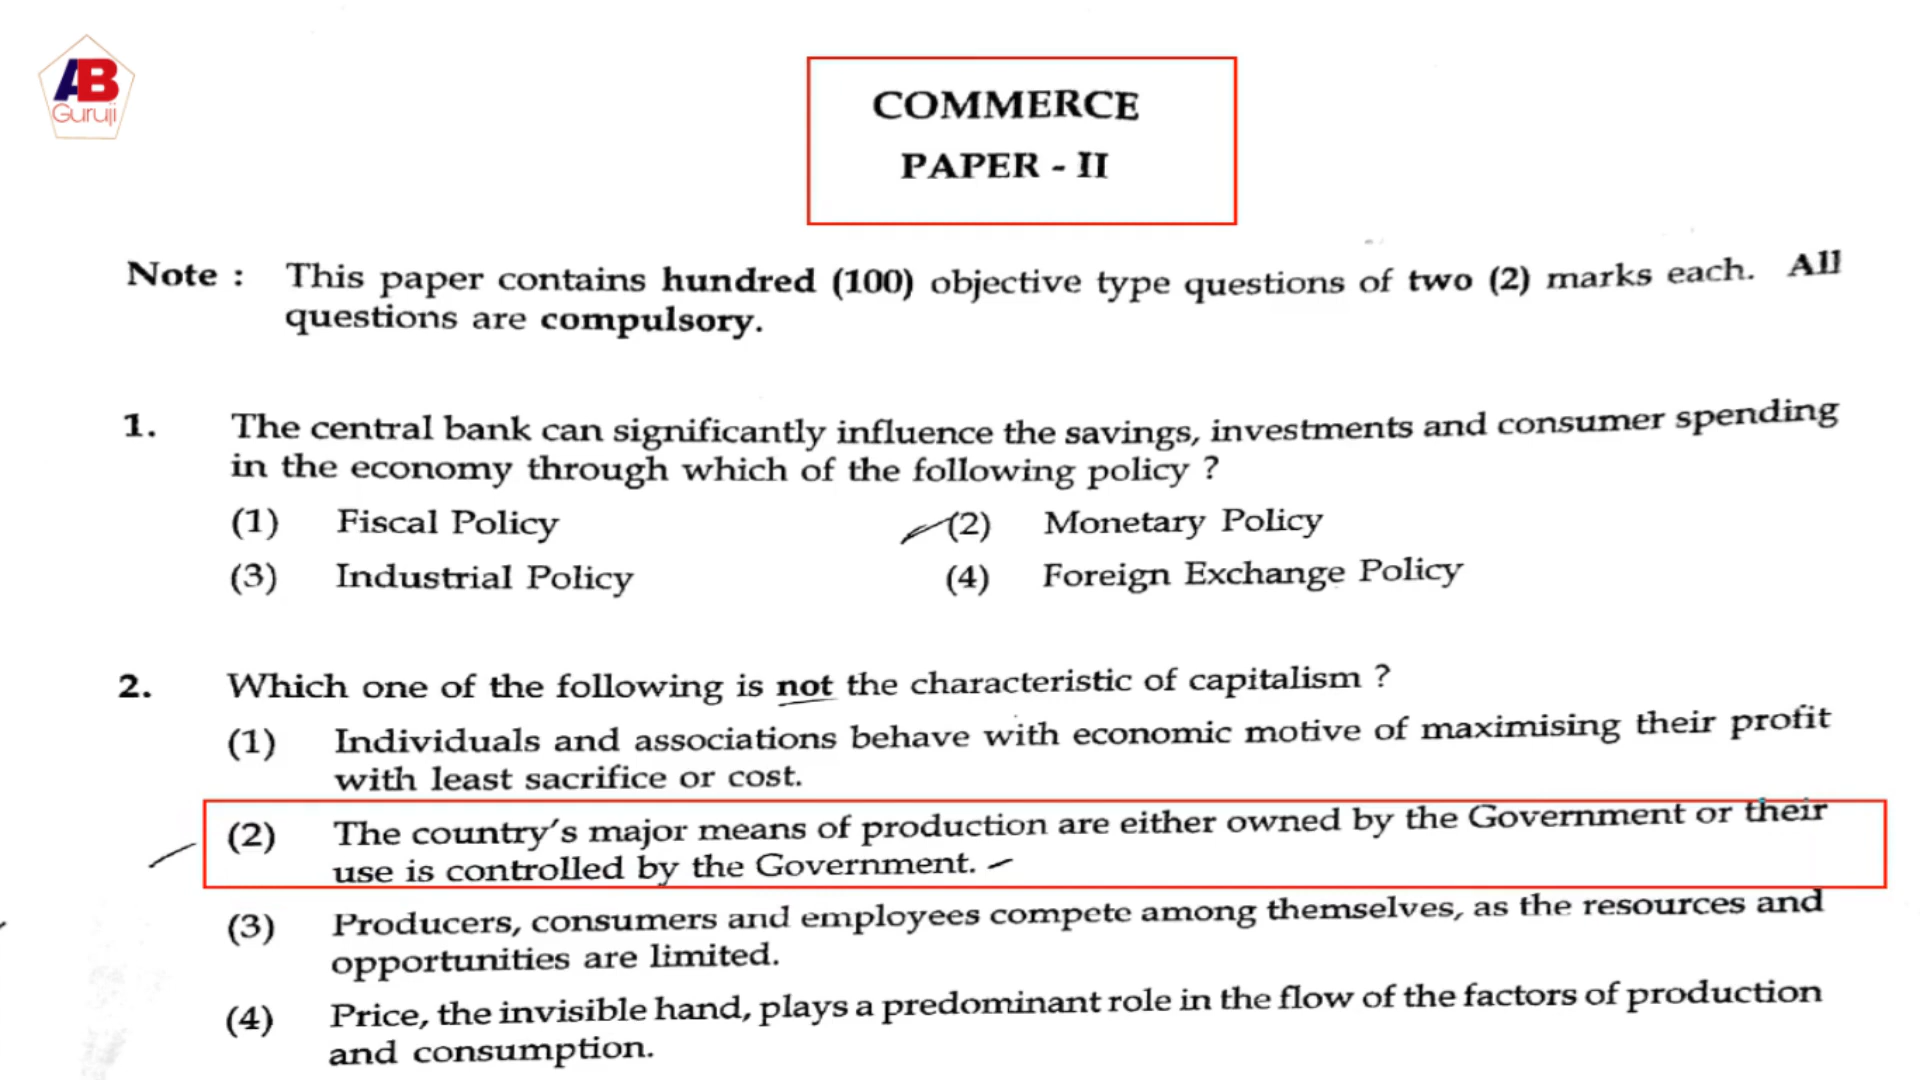 AB
Guruji
COMMERCE
PAPER - II
Note : This paper contains hundred (100) objective type questions of two (2) marks each. All
questions are compulsory.
1. The central bank can significantly influence the savings, investments and consumer spending
in the economy through which of the following policy ?
(1) Fiscal Policy (2) Monetary Policy
(3) Industrial Policy (4) Foreign Exchange Policy
2. Which one of the following is not the characteristic of capitalism ?
(1) Individuals and associations behave with economic motive of maximising their profit
with least sacrifice or cost.
(2) The country's major means of production are either owned by the Government or their
use is controlled by the Government.
(3) Producers, consumers and employees compete among themselves, as the resources and
opportunities are limited.
(4) Price, the invisible hand, plays a predominant role in the flow of the factors of production
and consumption.